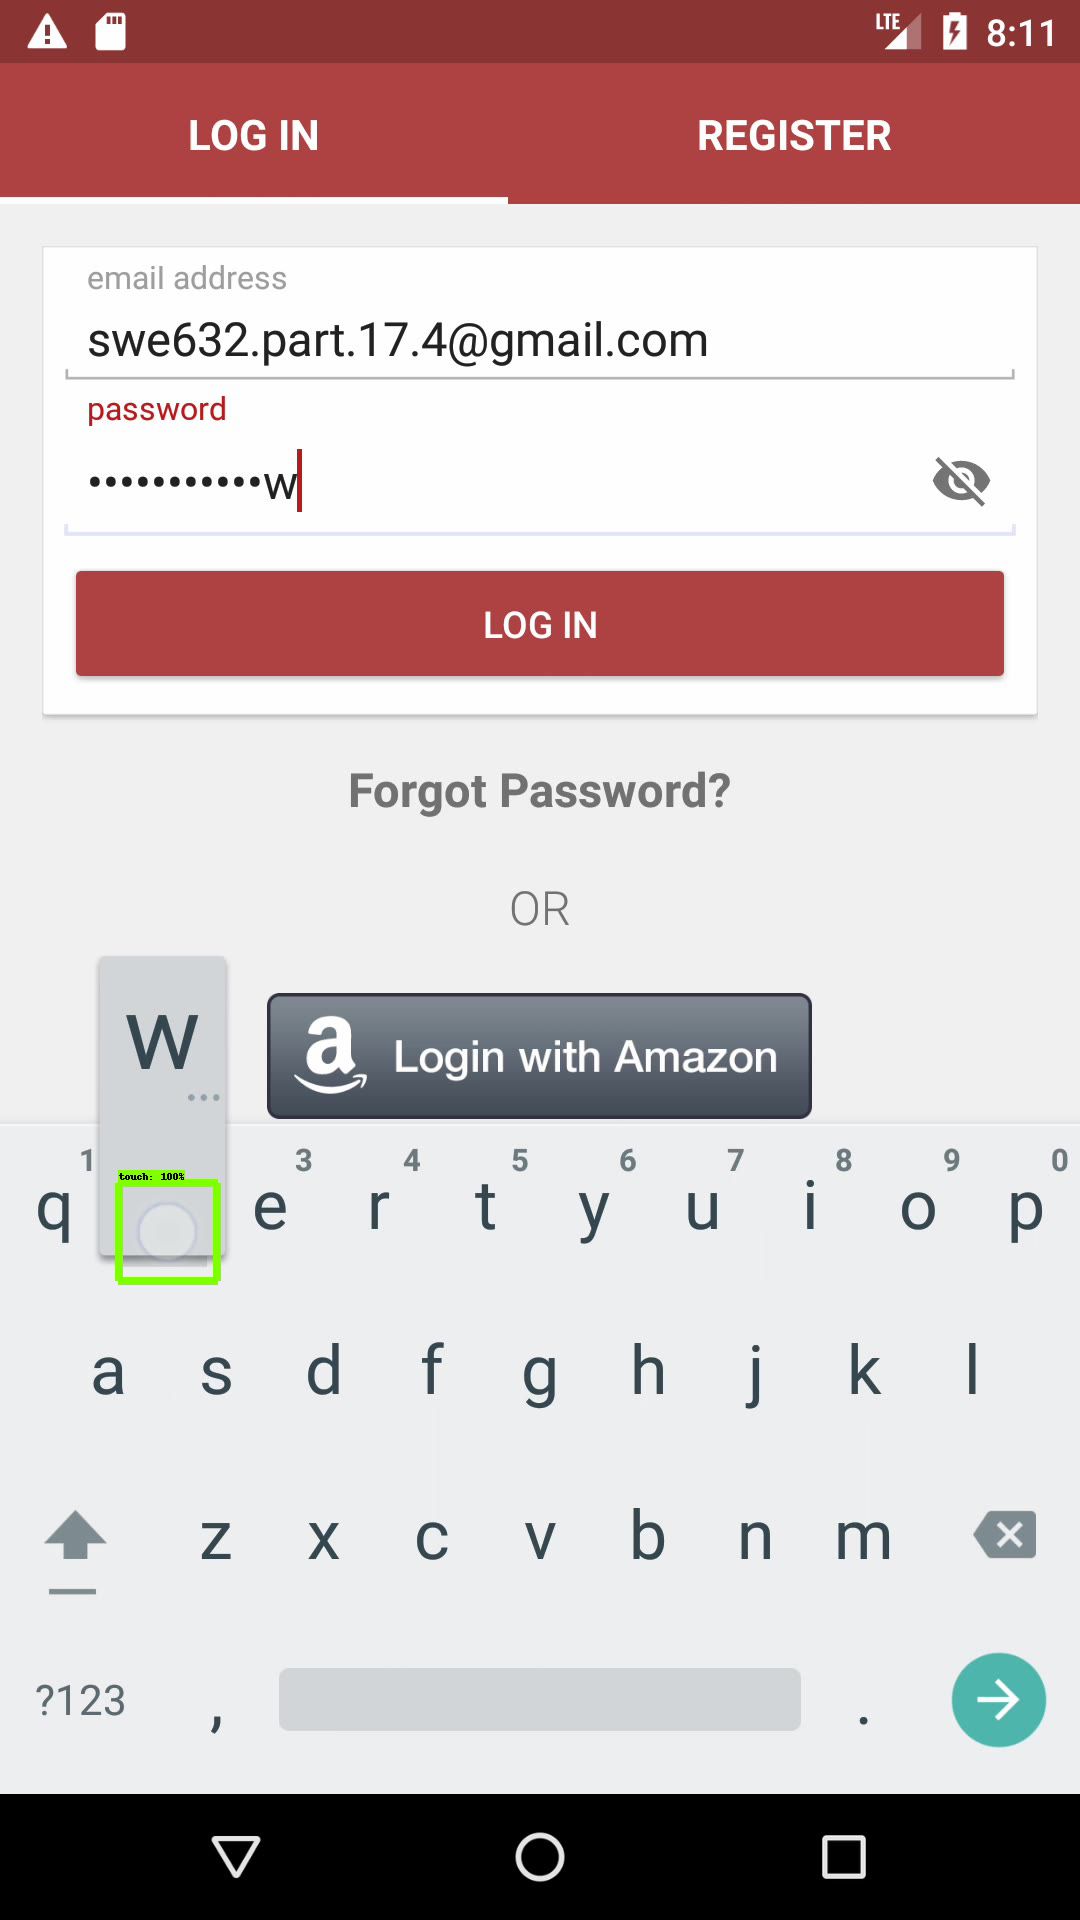 LTE 8:11
LOG IN REGISTER
email address
swe632.part.17.4@gmail.com
password
•••••••••••w
LOG IN
Forgot Password?
OR
w
...
a Login with Amazon
1 3 4 5 6 7 8 9 0
touch: 100%
q e r t y u i o p
a s d f g h j k l
z x c v b n m
?123 , .